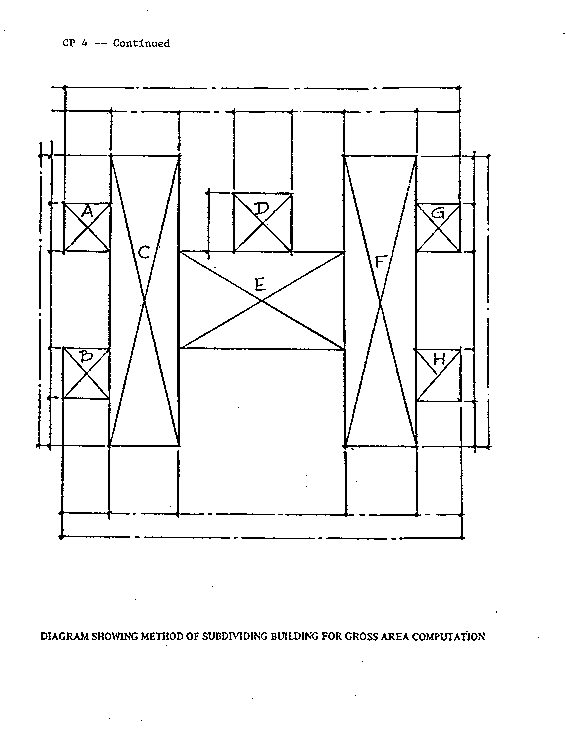 CP 4 -- Continued
A
D
G
C
F
E
B
H
DIAGRAM SHOWING METHOD OF SUBDIVIDING BUILDING FOR GROSS AREA COMPUTATION